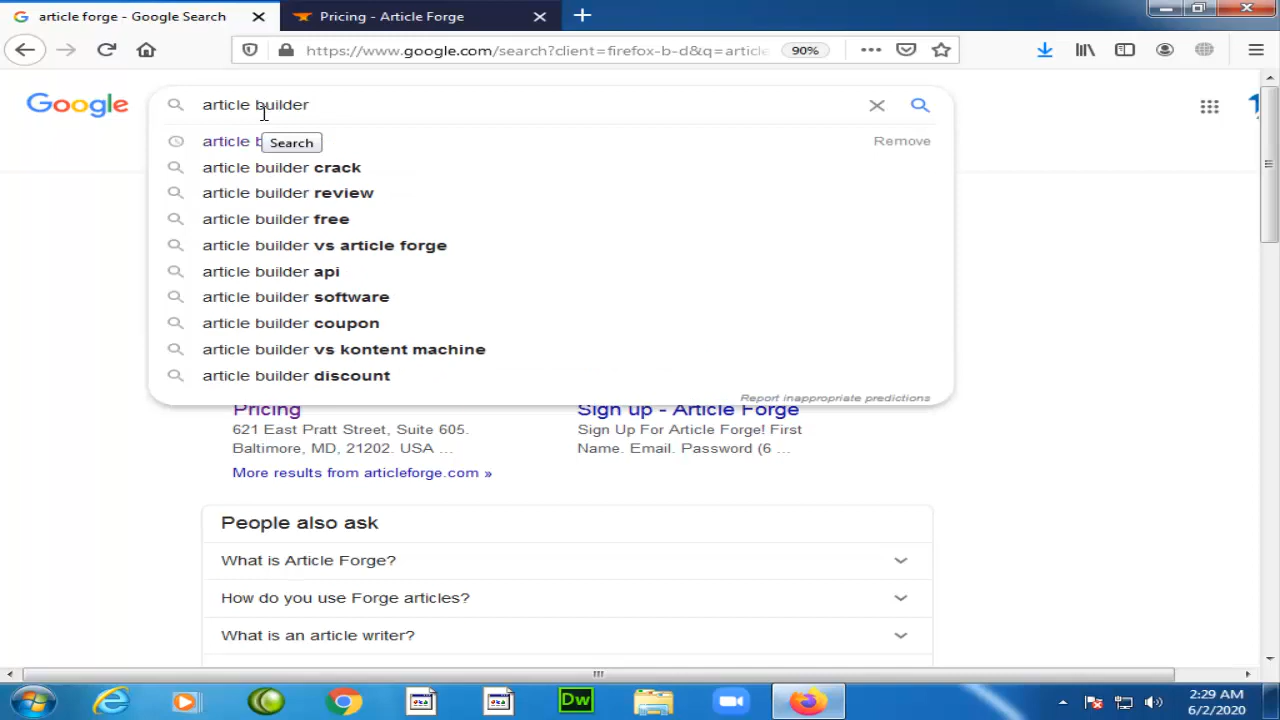 article forge - Google Search
Pricing - Article Forge
https://www.google.com/search?client=firefox-b-d&q=artic
90%
Google
article builder
article b
Search
Remove
article builder crack
article builder review
article builder free
article builder vs article forge
article builder api
article builder software
article builder coupon
article builder vs kontent machine
article builder discount
Report inappropriate predictions
Pricing
Sign up - Article Forge
621 East Pratt Street, Suite 605.
Baltimore, MD, 21202. USA ...
Sign Up For Article Forge! First
Name. Email. Password (6 ...
More results from articleforge.com »
People also ask
What is Article Forge?
How do you use Forge articles?
What is an article writer?
Dw
2:29 AM
6/2/2020